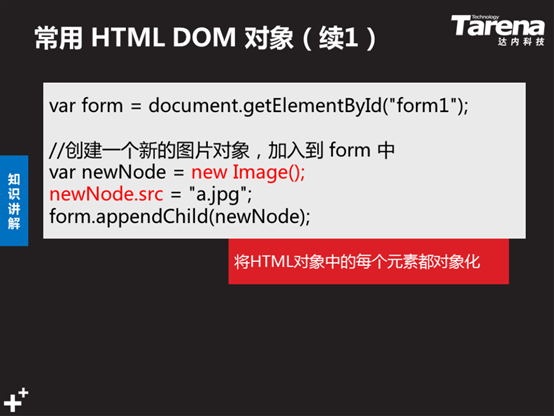 常用 HTML DOM 对象（续1）
Technology
Tarena
达内科技
var form = document.getElementById("form1");
//创建一个新的图片对象，加入到 form 中
var newNode = new Image();
newNode.src = "a.jpg";
form.appendChild(newNode);
知识讲解
将HTML对象中的每个元素都对象化